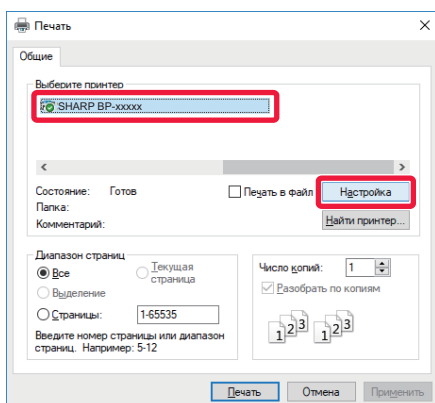 Печать
Общие
Выберите принтер
SHARP BP-xxxxx
Состояние: Готов
Печать в файл
Настройка
Папка:
Комментарий:
Найти принтер...
Диапазон страниц
Все
Текущая страница
Выделение
Страницы: 1-65535
Введите номер страницы или диапазон
страниц. Например: 5-12
Число копий: 1
Разобрать по копиям
1 2 3 1 2 3
Печать
Отмена
Применить